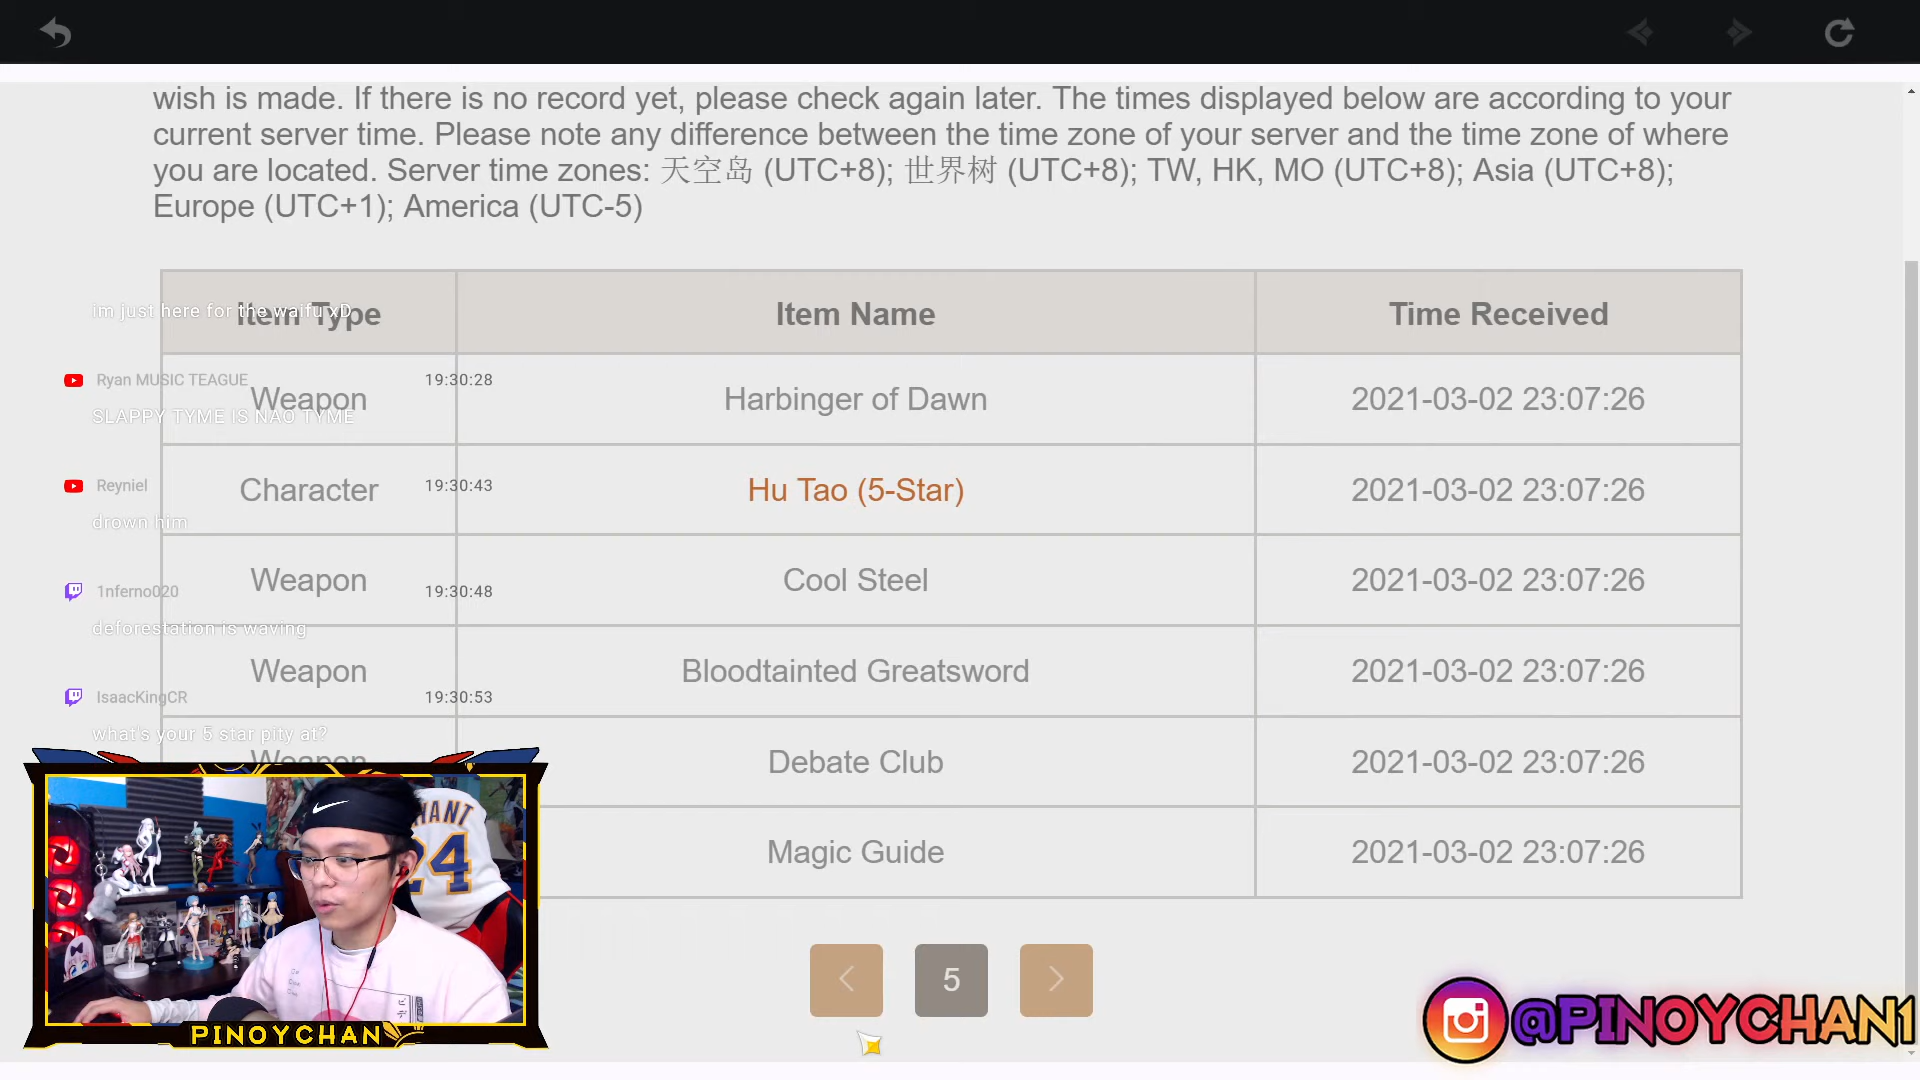 wish is made. If there is no record yet, please check again later. The times displayed below are according to your
current server time. Please note any difference between the time zone of your server and the time zone of where
you are located. Server time zones: 天空岛 (UTC+8); 世界树 (UTC+8); TW, HK, MO (UTC+8); Asia (UTC+8);
Europe (UTC+1); America (UTC-5)
Item Type Item Name Time Received
im just here for the waifu xD
Ryan MUSIC TEAGUE 19:30:28
Weapon Harbinger of Dawn 2021-03-02 23:07:26
SLAPPY TYME IS NAO TYME
Reyniel 19:30:43
Character Hu Tao (5-Star) 2021-03-02 23:07:26
drown him
Weapon Cool Steel 2021-03-02 23:07:26
1nferno020 19:30:48
deforestation is waving
Weapon Bloodtainted Greatsword 2021-03-02 23:07:26
IsaacKingCR 19:30:53
what's your 5 star pity at?
Weapon Debate Club 2021-03-02 23:07:26
Magic Guide 2021-03-02 23:07:26
HANT
24
5
PINOYCHAN
@PINOYCHAN1